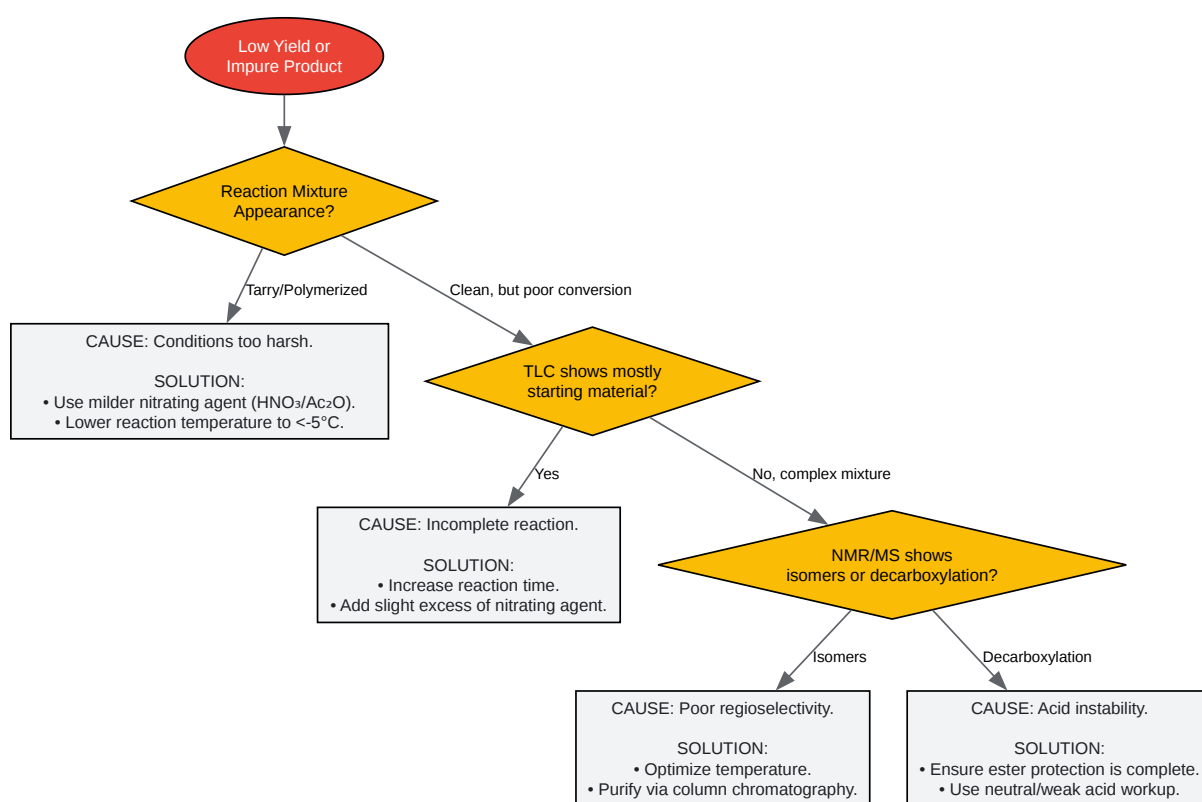 Low Yield or
Impure Product
Reaction Mixture
Appearance?
Tarry/Polymerized
Clean, but poor conversion
CAUSE: Conditions too harsh.
SOLUTION:
• Use milder nitrating agent (HNO₃/Ac₂O).
• Lower reaction temperature to <-5°C.
TLC shows mostly
starting material?
Yes
No, complex mixture
CAUSE: Incomplete reaction.
SOLUTION:
• Increase reaction time.
• Add slight excess of nitrating agent.
NMR/MS shows
isomers or decarboxylation?
Isomers
Decarboxylation
CAUSE: Poor regioselectivity.
SOLUTION:
• Optimize temperature.
• Purify via column chromatography.
CAUSE: Acid instability.
SOLUTION:
• Ensure ester protection is complete.
• Use neutral/weak acid workup.